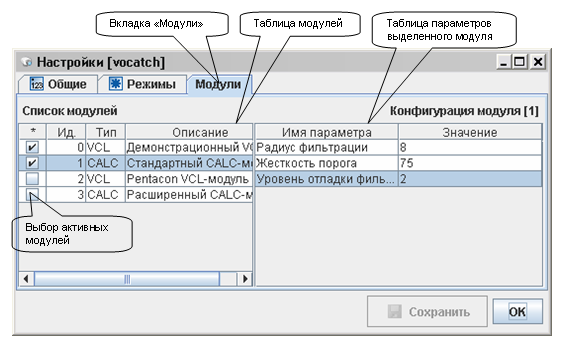 Вкладка «Модули»
Таблица модулей
Таблица параметров
выделенного модуля
Настройки [vocatch]
123 Общие
Режимы
Модули
Список модулей
Конфигурация модуля [1]
* Ид. Тип Описание
Имя параметра Значение
0 VCL Демонстрационный VC
Радиус фильтрации 8
1 CALC Стандартный CALC-м
Жесткость порога 75
2 VCL Pentacon VCL-модуль
Уровень отладки филь... 2
3 CALC Расширенный CALC-м
Выбор активных
модулей
Сохранить
OK